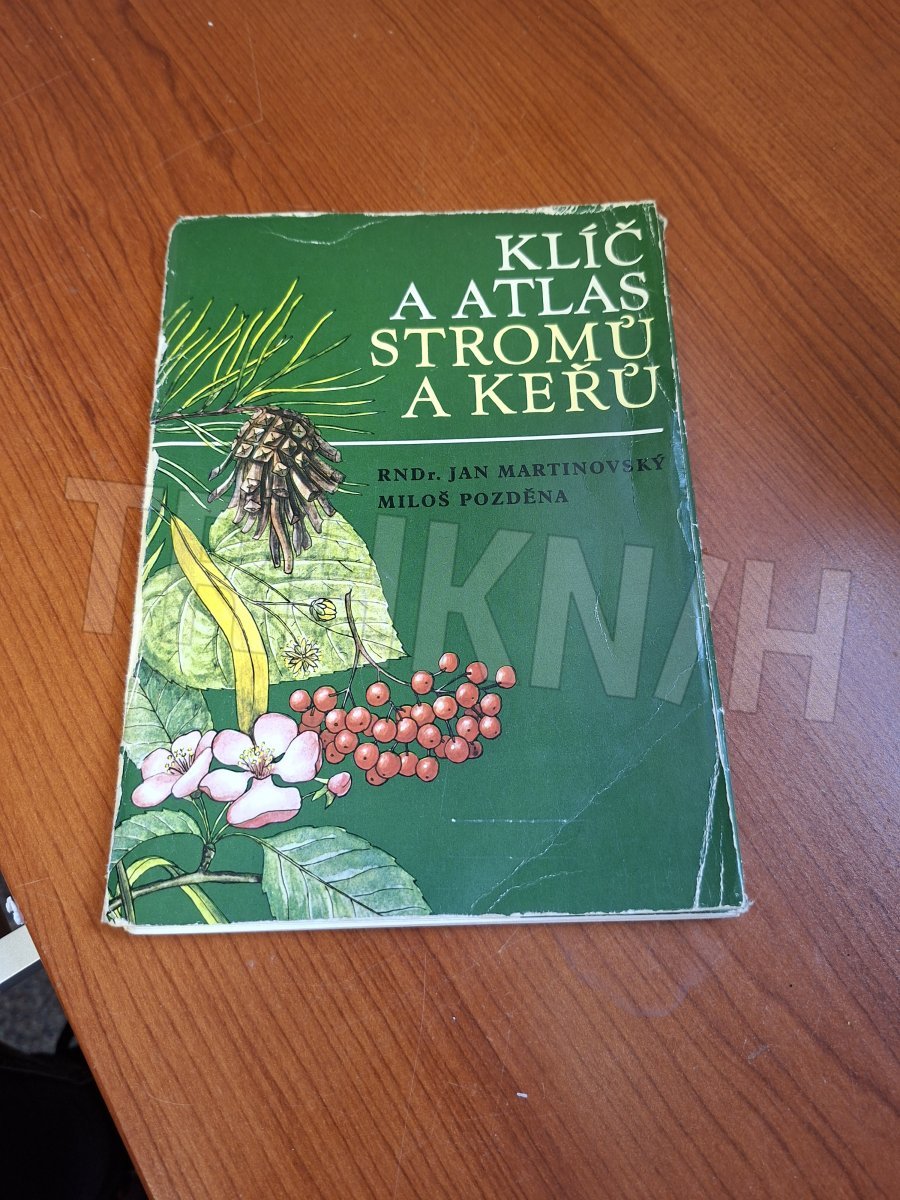 KLÍČ
A ATLAS
STROMŮ
A KEŘŮ
RNDr. JAN MARTINOVSKÝ
MILOŠ POZDĚNA